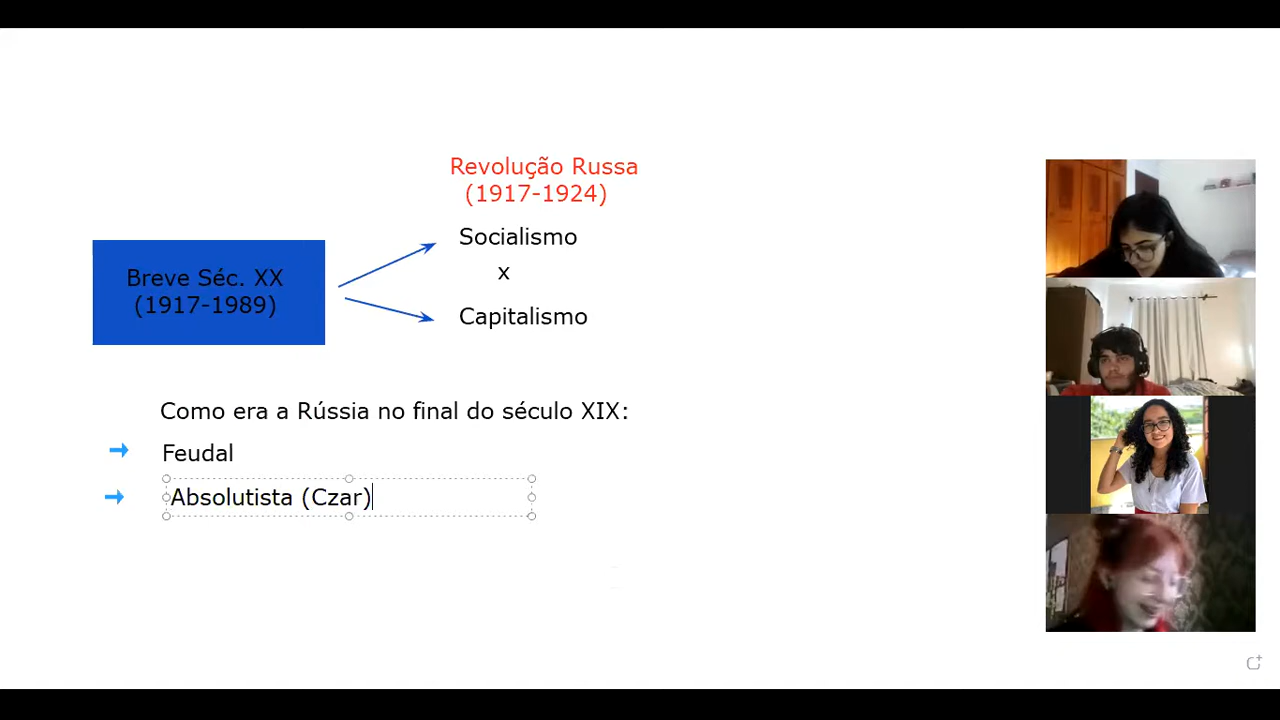 Revolução Russa
(1917-1924)
Socialismo
x
Capitalismo
Breve Séc. XX
(1917-1989)
Como era a Rússia no final do século XIX:
Feudal
Absolutista (Czar)